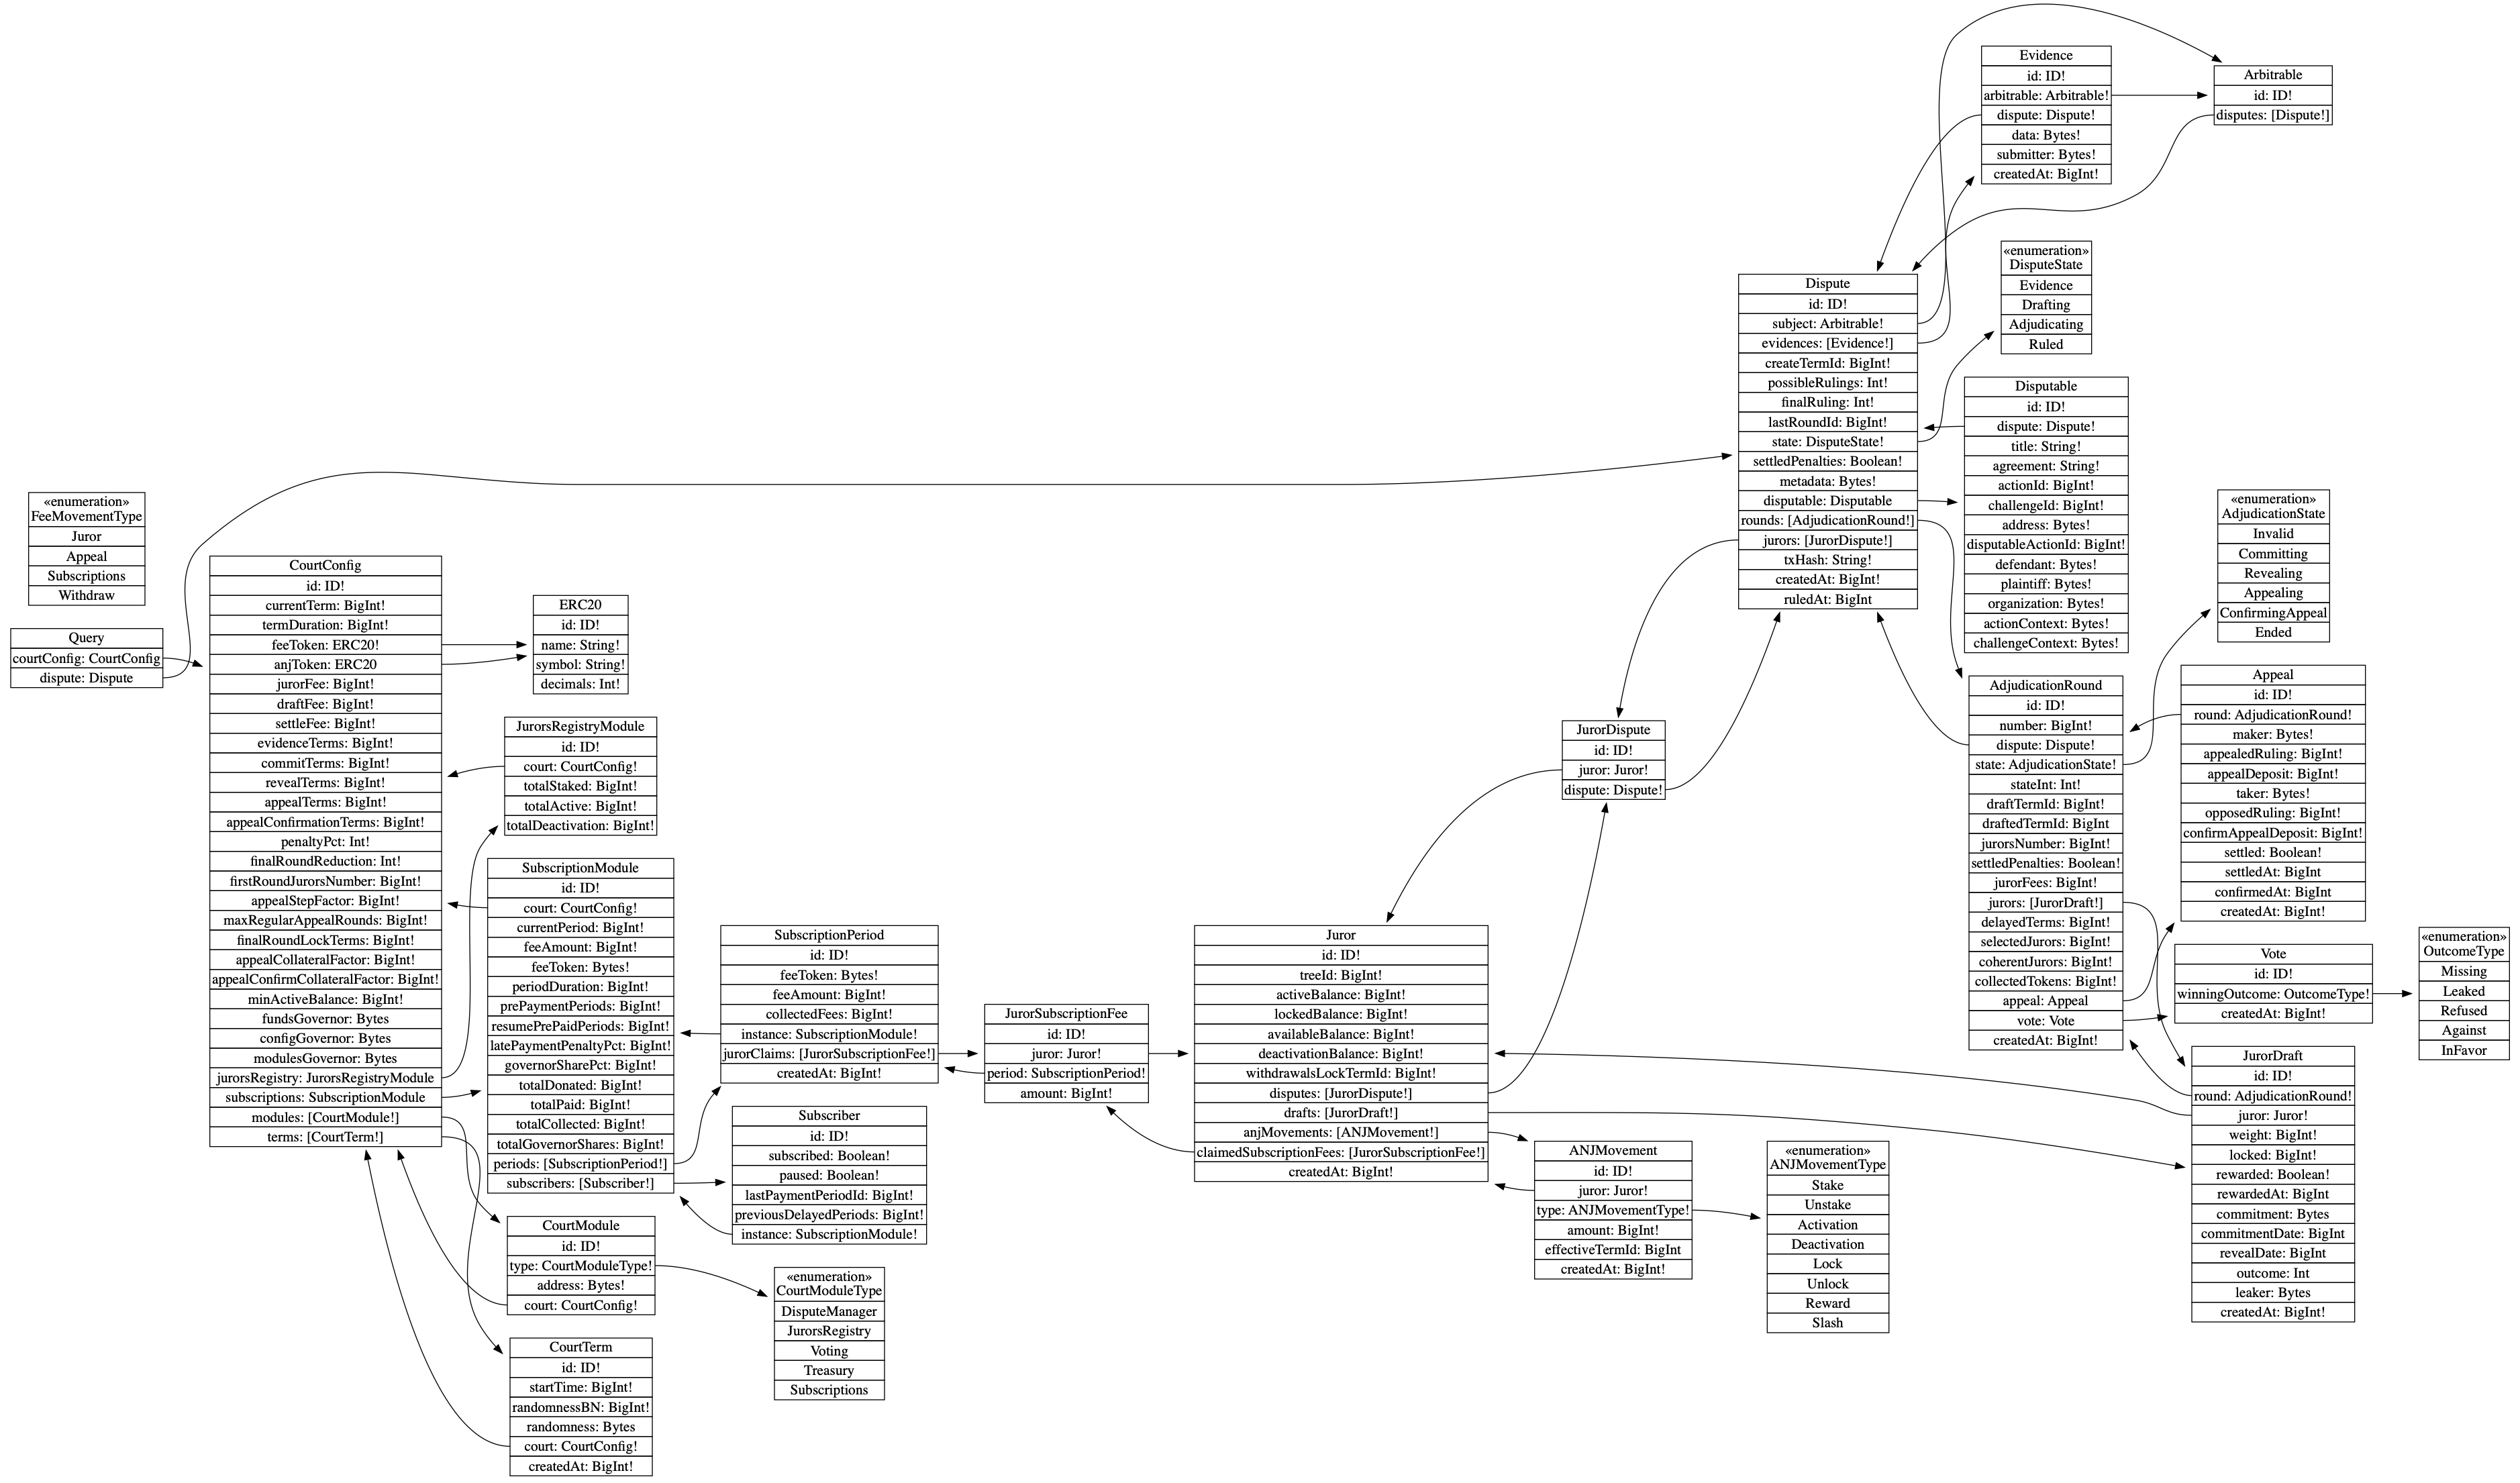 «enumeration»
FeeMovementType
Juror
Appeal
Subscriptions
Withdraw
Query
courtConfig: CourtConfig
dispute: Dispute
CourtConfig
id: ID!
currentTerm: BigInt!
termDuration: BigInt!
feeToken: ERC20!
anjToken: ERC20
jurorFee: BigInt!
draftFee: BigInt!
settleFee: BigInt!
evidenceTerms: BigInt!
commitTerms: BigInt!
revealTerms: BigInt!
appealTerms: BigInt!
appealConfirmationTerms: BigInt!
penaltyPct: Int!
finalRoundReduction: Int!
firstRoundJurorsNumber: BigInt!
appealStepFactor: BigInt!
maxRegularAppealRounds: BigInt!
finalRoundLockTerms: BigInt!
appealCollateralFactor: BigInt!
appealConfirmCollateralFactor: BigInt!
minActiveBalance: BigInt!
fundsGovernor: Bytes
configGovernor: Bytes
modulesGovernor: Bytes
jurorsRegistry: JurorsRegistryModule
subscriptions: SubscriptionModule
modules: [CourtModule!]
terms: [CourtTerm!]
ERC20
id: ID!
name: String!
symbol: String!
decimals: Int!
JurorsRegistryModule
id: ID!
court: CourtConfig!
totalStaked: BigInt!
totalActive: BigInt!
totalDeactivation: BigInt!
SubscriptionModule
id: ID!
court: CourtConfig!
currentPeriod: BigInt!
feeAmount: BigInt!
feeToken: Bytes!
periodDuration: BigInt!
prePaymentPeriods: BigInt!
resumePrePaidPeriods: BigInt!
latePaymentPenaltyPct: BigInt!
governorSharePct: BigInt!
totalDonated: BigInt!
totalPaid: BigInt!
totalCollected: BigInt!
totalGovernorShares: BigInt!
periods: [SubscriptionPeriod!]
subscribers: [Subscriber!]
CourtModule
id: ID!
type: CourtModuleType!
address: Bytes!
court: CourtConfig!
CourtTerm
id: ID!
startTime: BigInt!
randomnessBN: BigInt!
randomness: Bytes
court: CourtConfig!
createdAt: BigInt!
SubscriptionPeriod
id: ID!
feeToken: Bytes!
feeAmount: BigInt!
collectedFees: BigInt!
instance: SubscriptionModule!
jurorClaims: [JurorSubscriptionFee!]
createdAt: BigInt!
Subscriber
id: ID!
subscribed: Boolean!
paused: Boolean!
lastPaymentPeriodId: BigInt!
previousDelayedPeriods: BigInt!
instance: SubscriptionModule!
«enumeration»
CourtModuleType
DisputeManager
JurorsRegistry
Voting
Treasury
Subscriptions
JurorSubscriptionFee
id: ID!
juror: Juror!
period: SubscriptionPeriod!
amount: BigInt!
Juror
id: ID!
treeId: BigInt!
activeBalance: BigInt!
lockedBalance: BigInt!
availableBalance: BigInt!
deactivationBalance: BigInt!
withdrawalsLockTermId: BigInt!
disputes: [JurorDispute!]
drafts: [JurorDraft!]
anjMovements: [ANJMovement!]
claimedSubscriptionFees: [JurorSubscriptionFee!]
createdAt: BigInt!
JurorDispute
id: ID!
juror: Juror!
dispute: Dispute!
ANJMovement
id: ID!
juror: Juror!
type: ANJMovementType!
amount: BigInt!
effectiveTermId: BigInt
createdAt: BigInt!
«enumeration»
ANJMovementType
Stake
Unstake
Activation
Deactivation
Lock
Unlock
Reward
Slash
Dispute
id: ID!
subject: Arbitrable!
evidences: [Evidence!]
createTermId: BigInt!
possibleRulings: Int!
finalRuling: Int!
lastRoundId: BigInt!
state: DisputeState!
settledPenalties: Boolean!
metadata: Bytes!
disputable: Disputable
rounds: [AdjudicationRound!]
jurors: [JurorDispute!]
txHash: String!
createdAt: BigInt!
ruledAt: BigInt
Evidence
id: ID!
arbitrable: Arbitrable!
dispute: Dispute!
data: Bytes!
submitter: Bytes!
createdAt: BigInt!
Arbitrable
id: ID!
disputes: [Dispute!]
«enumeration»
DisputeState
Evidence
Drafting
Adjudicating
Ruled
Disputable
id: ID!
dispute: Dispute!
title: String!
agreement: String!
actionId: BigInt!
challengeId: BigInt!
address: Bytes!
disputableActionId: BigInt!
defendant: Bytes!
plaintiff: Bytes!
organization: Bytes!
actionContext: Bytes!
challengeContext: Bytes!
AdjudicationRound
id: ID!
number: BigInt!
dispute: Dispute!
state: AdjudicationState!
stateInt: Int!
draftTermId: BigInt!
draftedTermId: BigInt
jurorsNumber: BigInt!
settledPenalties: Boolean!
jurorFees: BigInt!
jurors: [JurorDraft!]
delayedTerms: BigInt!
selectedJurors: BigInt!
coherentJurors: BigInt!
collectedTokens: BigInt!
appeal: Appeal
vote: Vote
createdAt: BigInt!
«enumeration»
AdjudicationState
Invalid
Committing
Revealing
Appealing
ConfirmingAppeal
Ended
Appeal
id: ID!
round: AdjudicationRound!
maker: Bytes!
appealedRuling: BigInt!
appealDeposit: BigInt!
taker: Bytes!
opposedRuling: BigInt!
confirmAppealDeposit: BigInt!
settled: Boolean!
settledAt: BigInt
confirmedAt: BigInt
createdAt: BigInt!
Vote
id: ID!
winningOutcome: OutcomeType!
createdAt: BigInt!
«enumeration»
OutcomeType
Missing
Leaked
Refused
Against
InFavor
JurorDraft
id: ID!
round: AdjudicationRound!
juror: Juror!
weight: BigInt!
locked: BigInt!
rewarded: Boolean!
rewardedAt: BigInt
commitment: Bytes
commitmentDate: BigInt
revealDate: BigInt
outcome: Int
leaker: Bytes
createdAt: BigInt!